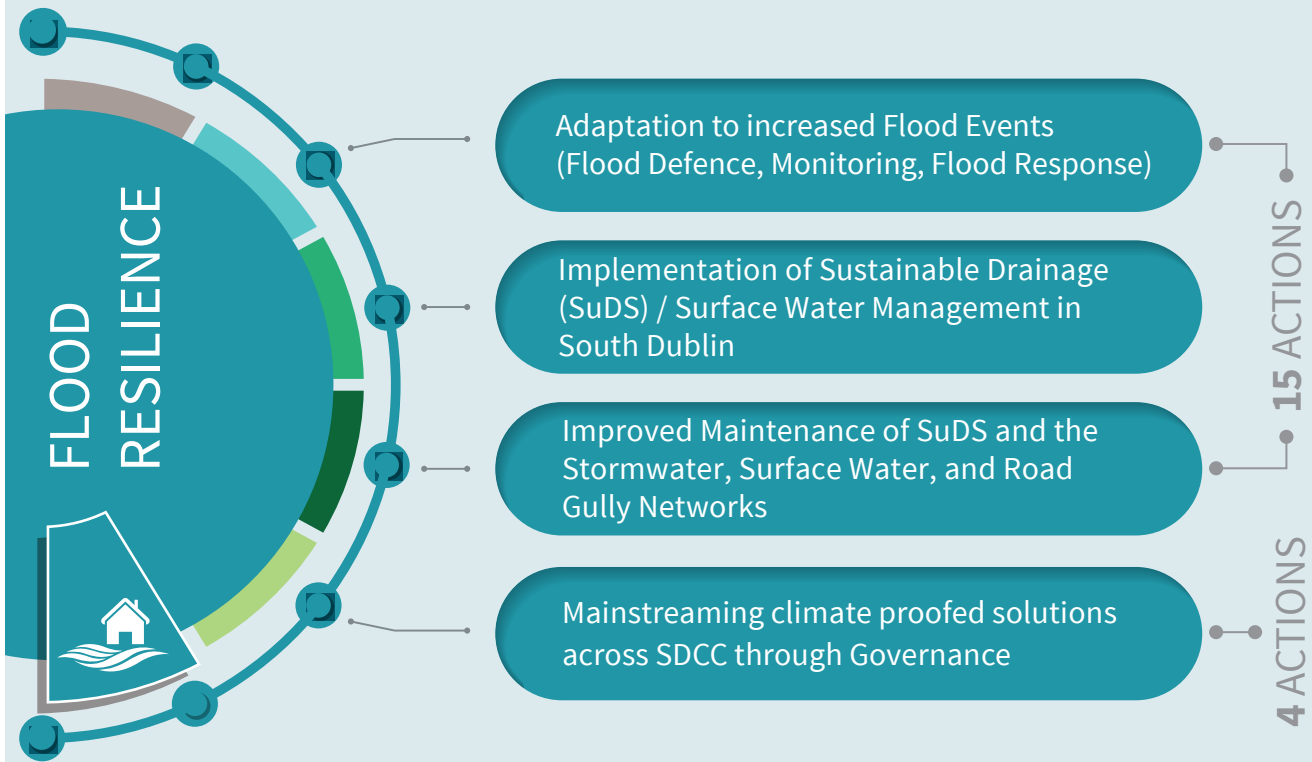 FLOOD
RESILIENCE
Adaptation to increased Flood Events
(Flood Defence, Monitoring, Flood Response)
Implementation of Sustainable Drainage
(SuDS) / Surface Water Management in
South Dublin
Improved Maintenance of SuDS and the
Stormwater, Surface Water, and Road
Gully Networks
15 ACTIONS
Mainstreaming climate proofed solutions
across SDCC through Governance
4 ACTIONS